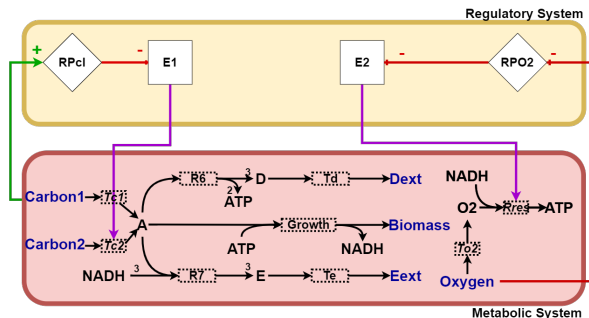 Regulatory System
+
RPcI
-
E1
E2
-
RPO2
-
Carbon1
Tc1
Carbon2
Tc2
A
R6
2
ATP
3
D
Td
Dext
Growth
ATP
NADH
Biomass
NADH
3
R7
3
E
Te
Eext
NADH
O2
Rres
ATP
To2
Oxygen
Metabolic System